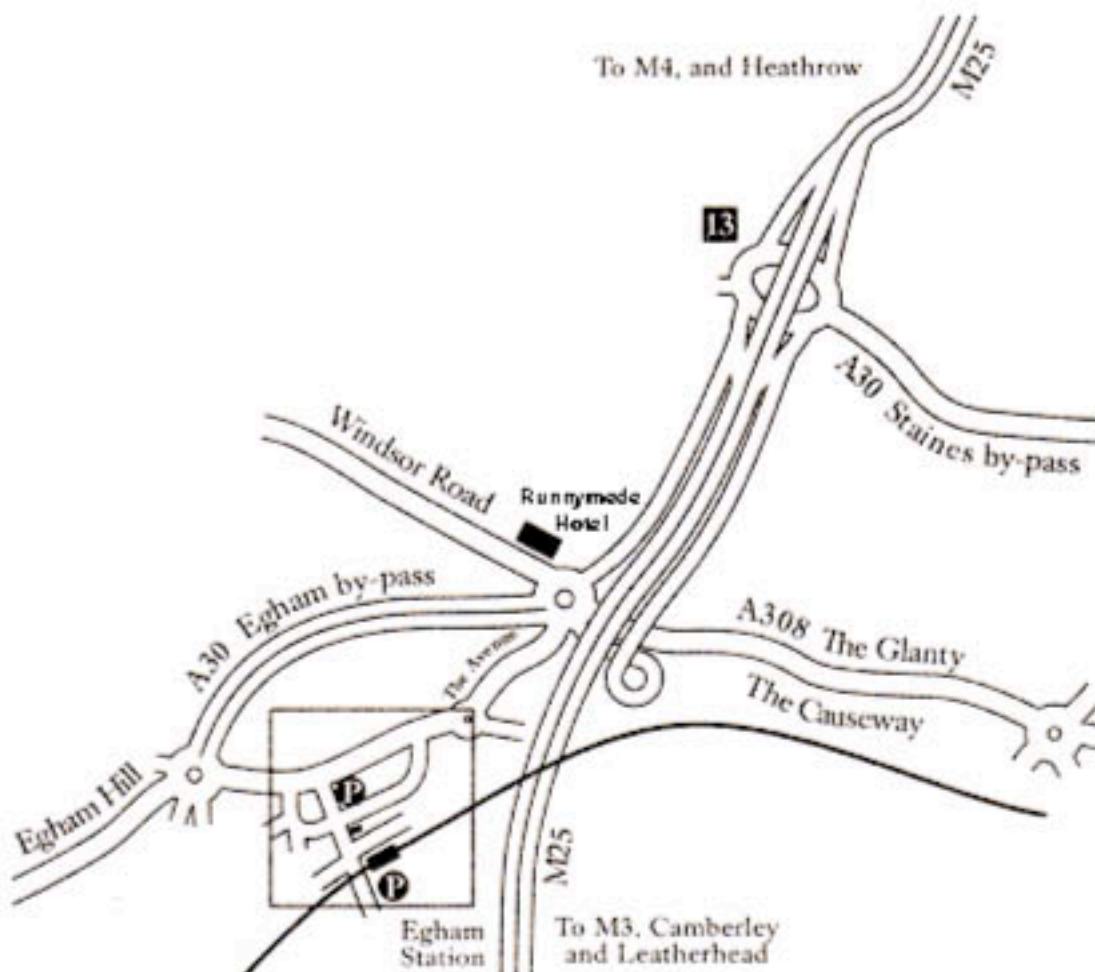 To M4, and Heathrow
M25
13
A30 Staines by-pass
Windsor Road
Runnymede
Hotel
A30 Egham by-pass
The Avenue
A308 The Glanty
The Causeway
Egham Hill
P
P
M25
Egham
Station
To M3, Camberley
and Leatherhead